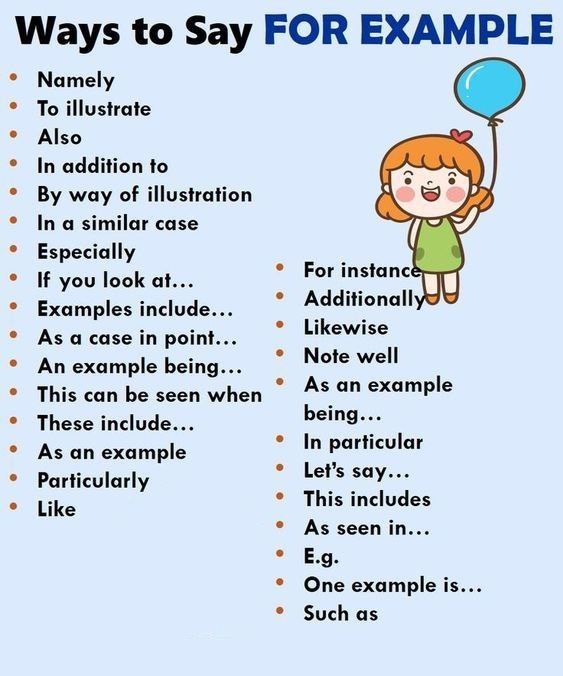 Ways to Say FOR EXAMPLE
• Namely
• To illustrate
• Also
• In addition to
• By way of illustration
• In a similar case
• Especially
• If you look at...
• Examples include...
• As a case in point...
• An example being...
• This can be seen when
• These include...
• As an example
• Particularly
• Like
• For instance
• Additionally
• Likewise
• Note well
• As an example
being...
• In particular
• Let's say...
• This includes
• As seen in...
• E.g.
• One example is...
• Such as